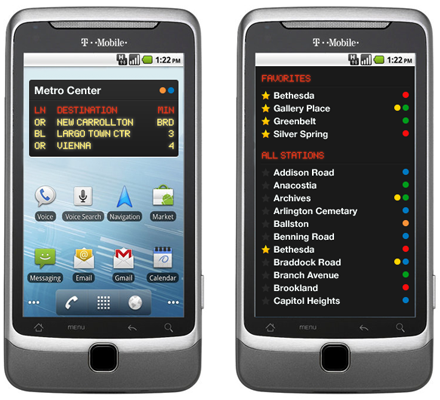 T··Mobile·
1:22 PM
Metro Center
LN DESTINATION MIN
OR NEW CARROLLTON BRD
BL LARGO TOWN CTR 3
OR VIENNA 4
Voice Voice Search Navigation Market
Messaging Email Gmail Calendar
menu
T··Mobile·
1:22 PM
FAVORITES
Bethesda
Gallery Place
Greenbelt
Silver Spring
ALL STATIONS
Addison Road
Anacostia
Archives
Arlington Cemetary
Ballston
Benning Road
Bethesda
Braddock Road
Branch Avenue
Brookland
Capitol Heights
menu